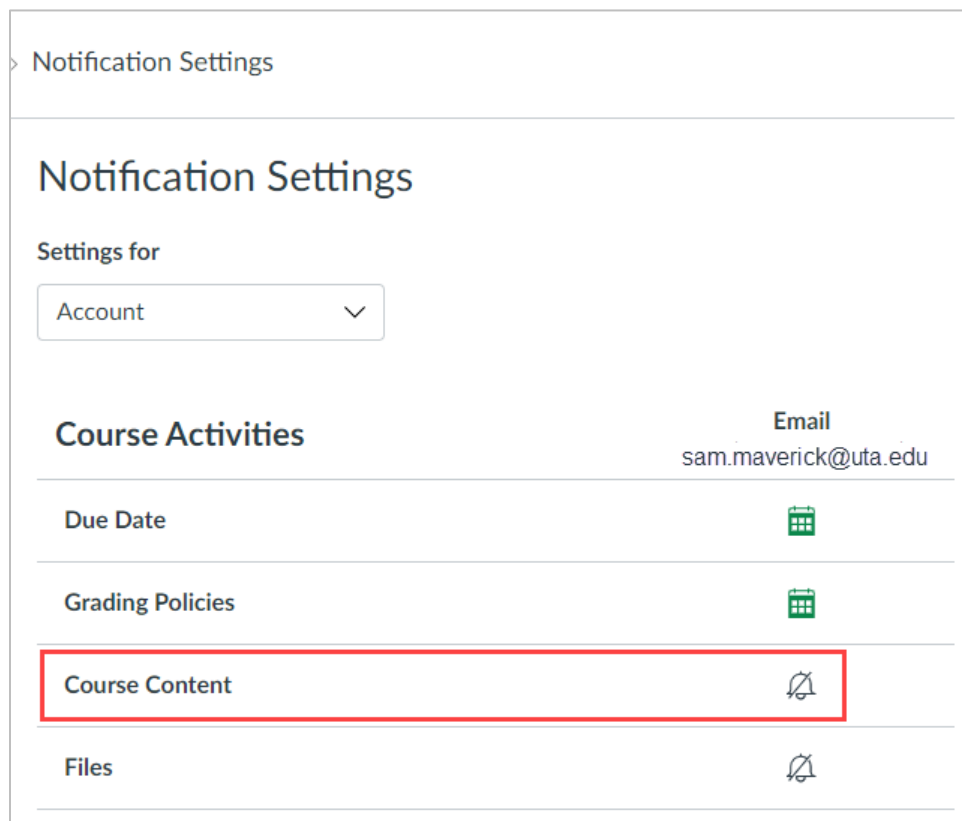 Notification Settings
Notification Settings
Settings for
Account
Course Activities
Email
sam.maverick@uta.edu
Due Date
Grading Policies
Course Content
Files